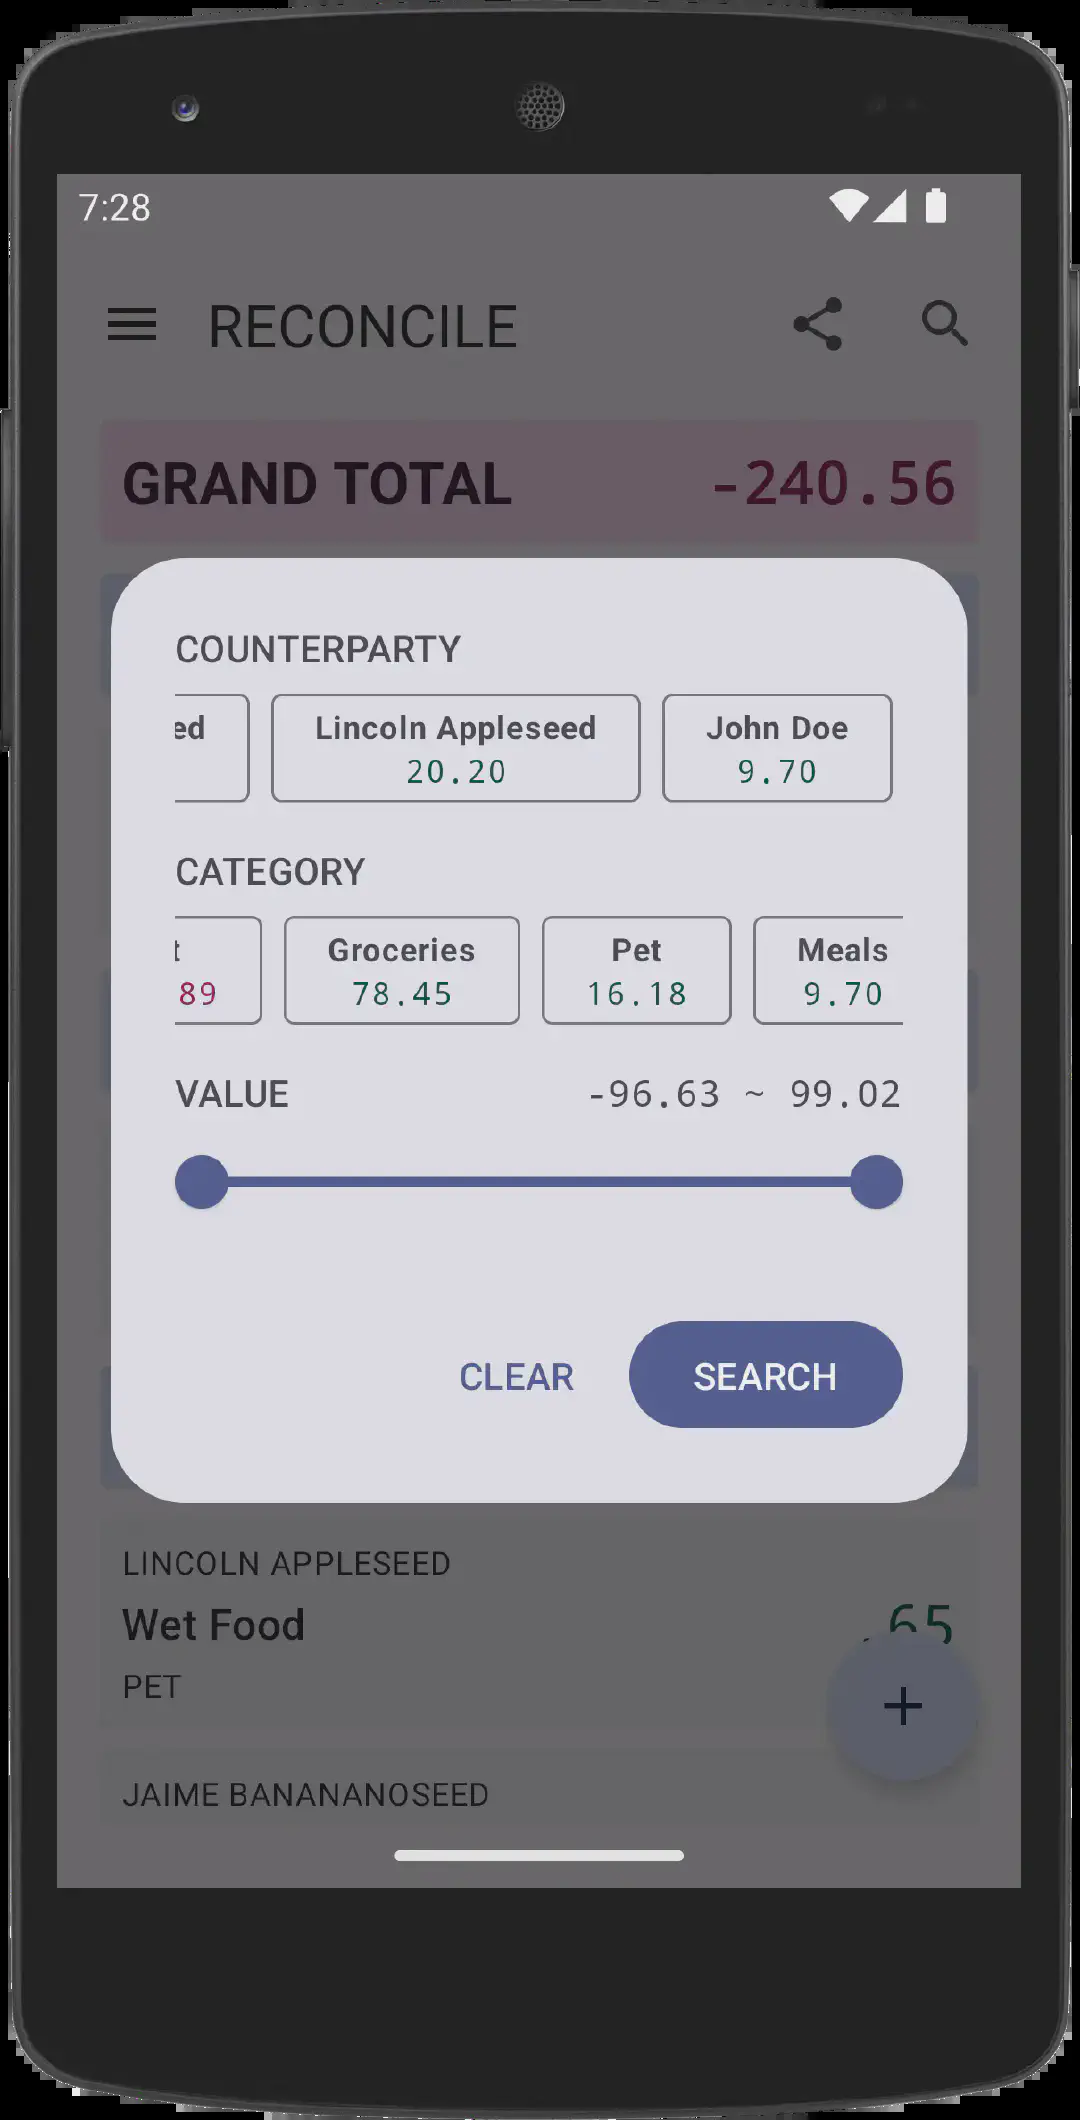 7:28
RECONCILE
GRAND TOTAL -240.56
COUNTERPARTY
ed Lincoln Appleseed John Doe
20.20 9.70
CATEGORY
t Groceries Pet Meals
89 78.45 16.18 9.70
VALUE -96.63 ~ 99.02
CLEAR SEARCH
LINCOLN APPLESEED
Wet Food .65
PET
+
JAIME BANANANOSEED